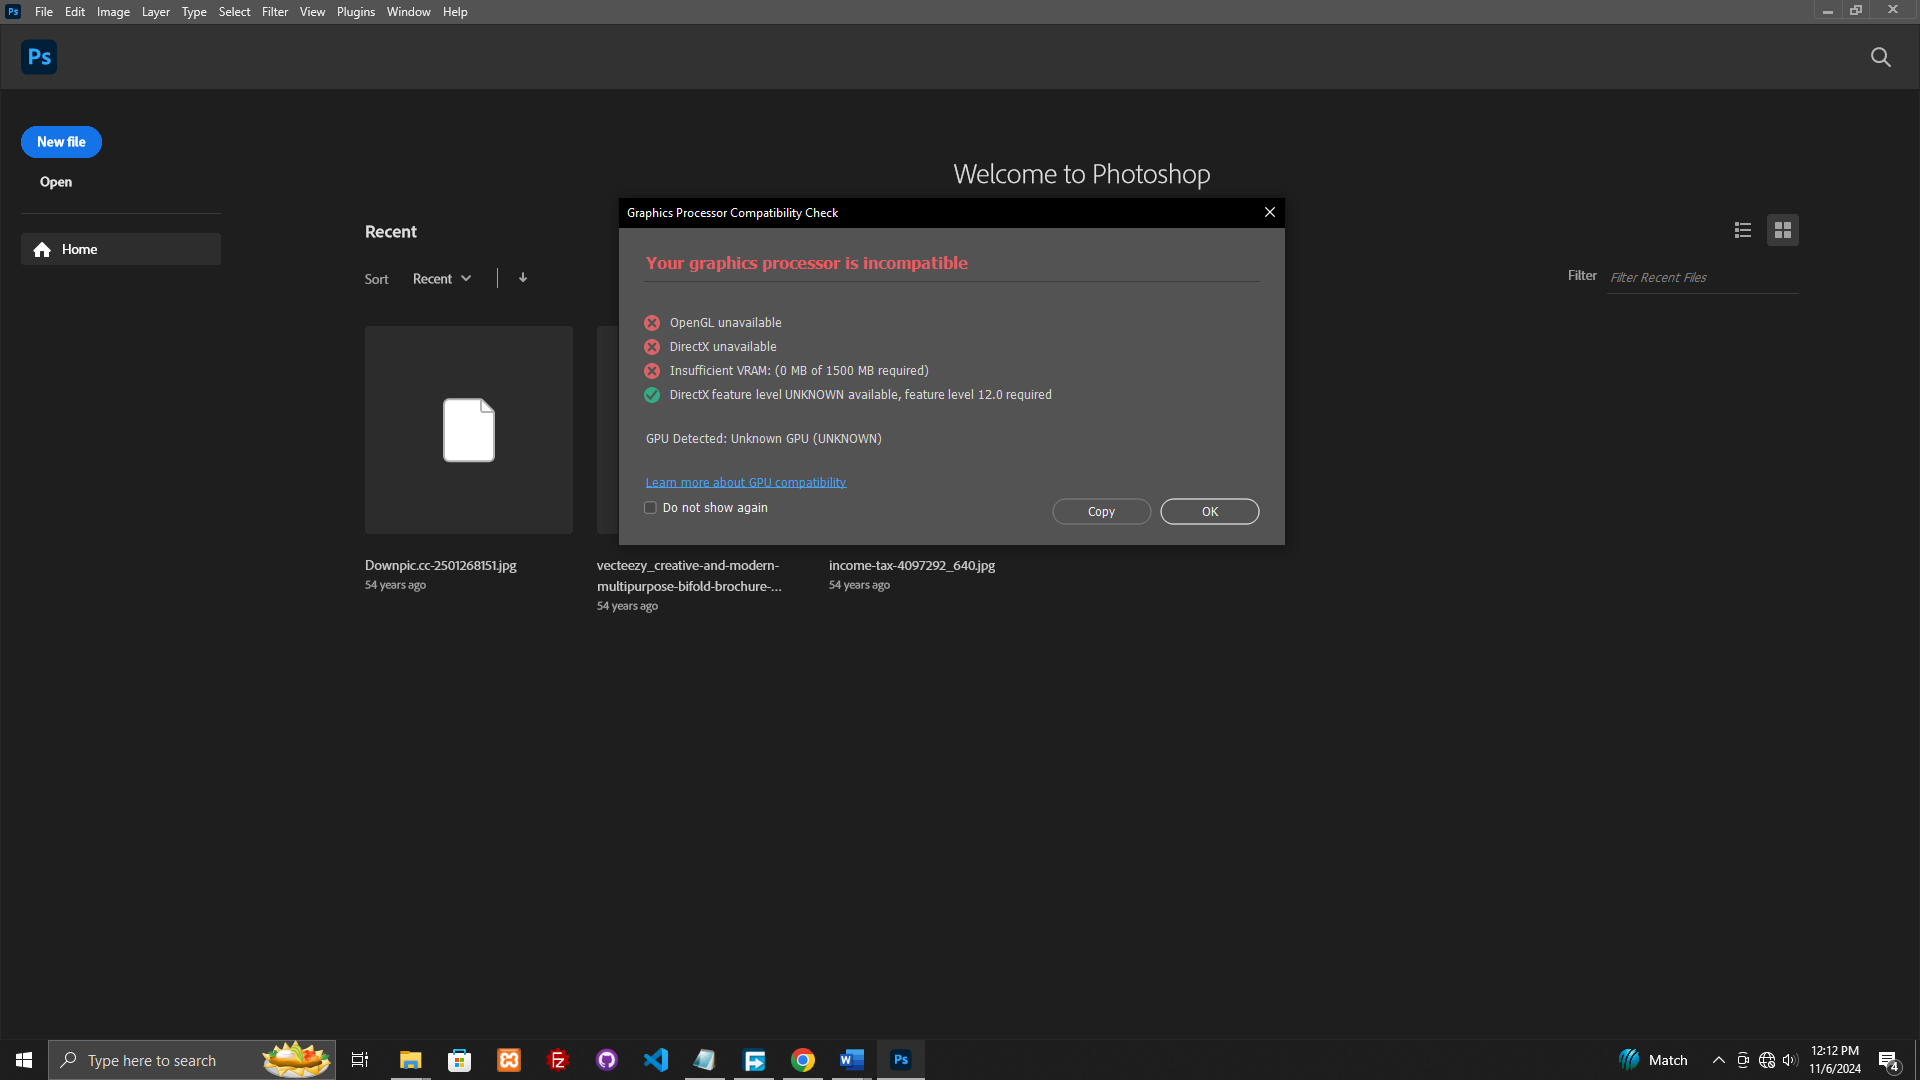 Ps File Edit Image Layer Type Select Filter View Plugins Window Help
Ps
New file
Open
Home
Welcome to Photoshop
Recent
Sort Recent
Filter Filter Recent Files
Graphics Processor Compatibility Check
Your graphics processor is incompatible
OpenGL unavailable
DirectX unavailable
Insufficient VRAM: (0 MB of 1500 MB required)
DirectX feature level UNKNOWN available, feature level 12.0 required
GPU Detected: Unknown GPU (UNKNOWN)
Learn more about GPU compatibility
Do not show again
Copy OK
Downpic.cc-2501268151.jpg
54 years ago
vecteezy_creative-and-modern-
multipurpose-bifold-brochure-...
54 years ago
income-tax-4097292_640.jpg
54 years ago
Type here to search
Fz
W
Ps
Match
12:12 PM
11/6/2024
4